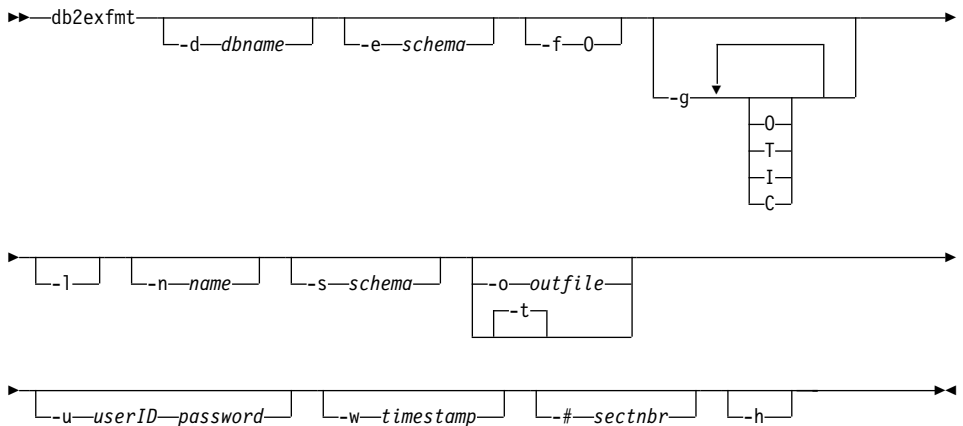 db2exfmt
-d dbname -e schema -f O
-g
O
T
I
C
-l -n name -s schema -o outfile
-t
-u userID password -w timestamp -# sectnbr -h